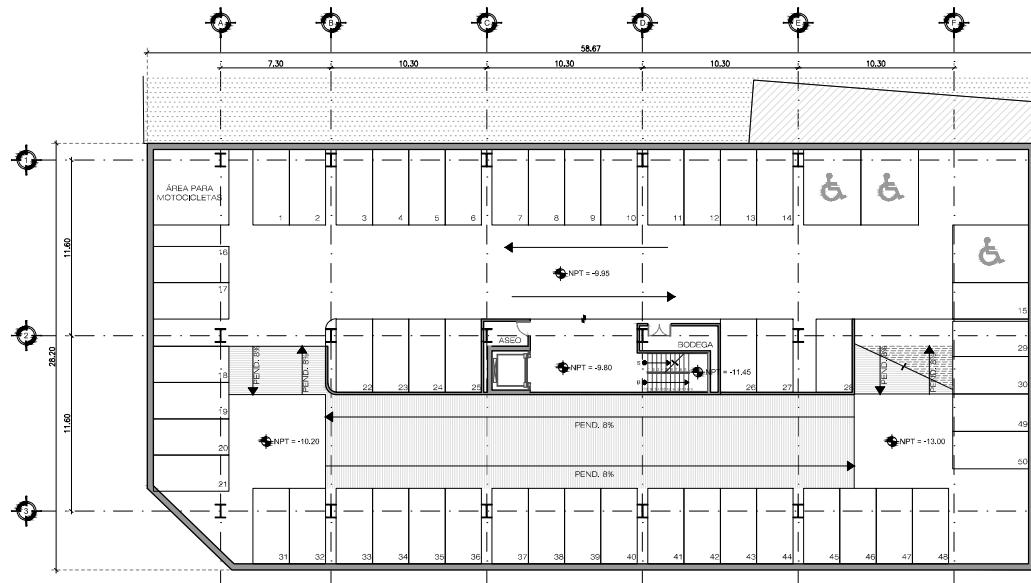 A B C D E F
58.67
7.30 10.30 10.30 10.30 10.30
1
ÁREA PARA
MOTOCICLETAS
1 2 3 4 5 6 7 8 9 10 11 12 13 14
11.60
16
NPT = -9.95
17
15
2
28.20
ASEO
BODEGA
29
PEND. 8%
PEND. 8%
PEND. 8%
PEND. 8%
NPT = -9.80
NPT = -11.45
18
22 23 24 25 26 27 28
30
19
11.60
PEND. 8%
49
20
NPT = -10.20
NPT = -13.00
50
PEND. 8%
21
3
31 32 33 34 35 36 37 38 39 40 41 42 43 44 45 46 47 48